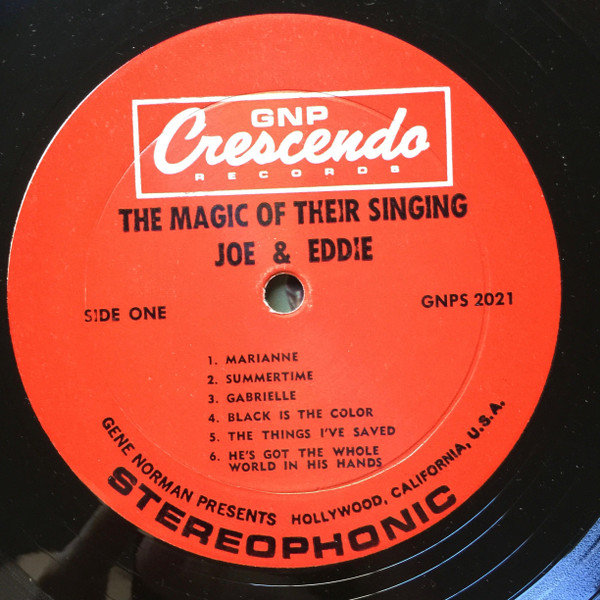 GNP
Crescendo
RECORDS
THE MAGIC OF THEIR SINGING
JOE & EDDIE
SIDE ONE
GNPS 2021
1. MARIANNE
2. SUMMERTIME
3. GABRIELLE
4. BLACK IS THE COLOR
5. THE THINGS I'VE SAVED
6. HE'S GOT THE WHOLE
WORLD IN HIS HANDS
GENE NORMAN PRESENTS HOLLYWOOD, CALIFORNIA, U.S.A.
STEREOPHONIC